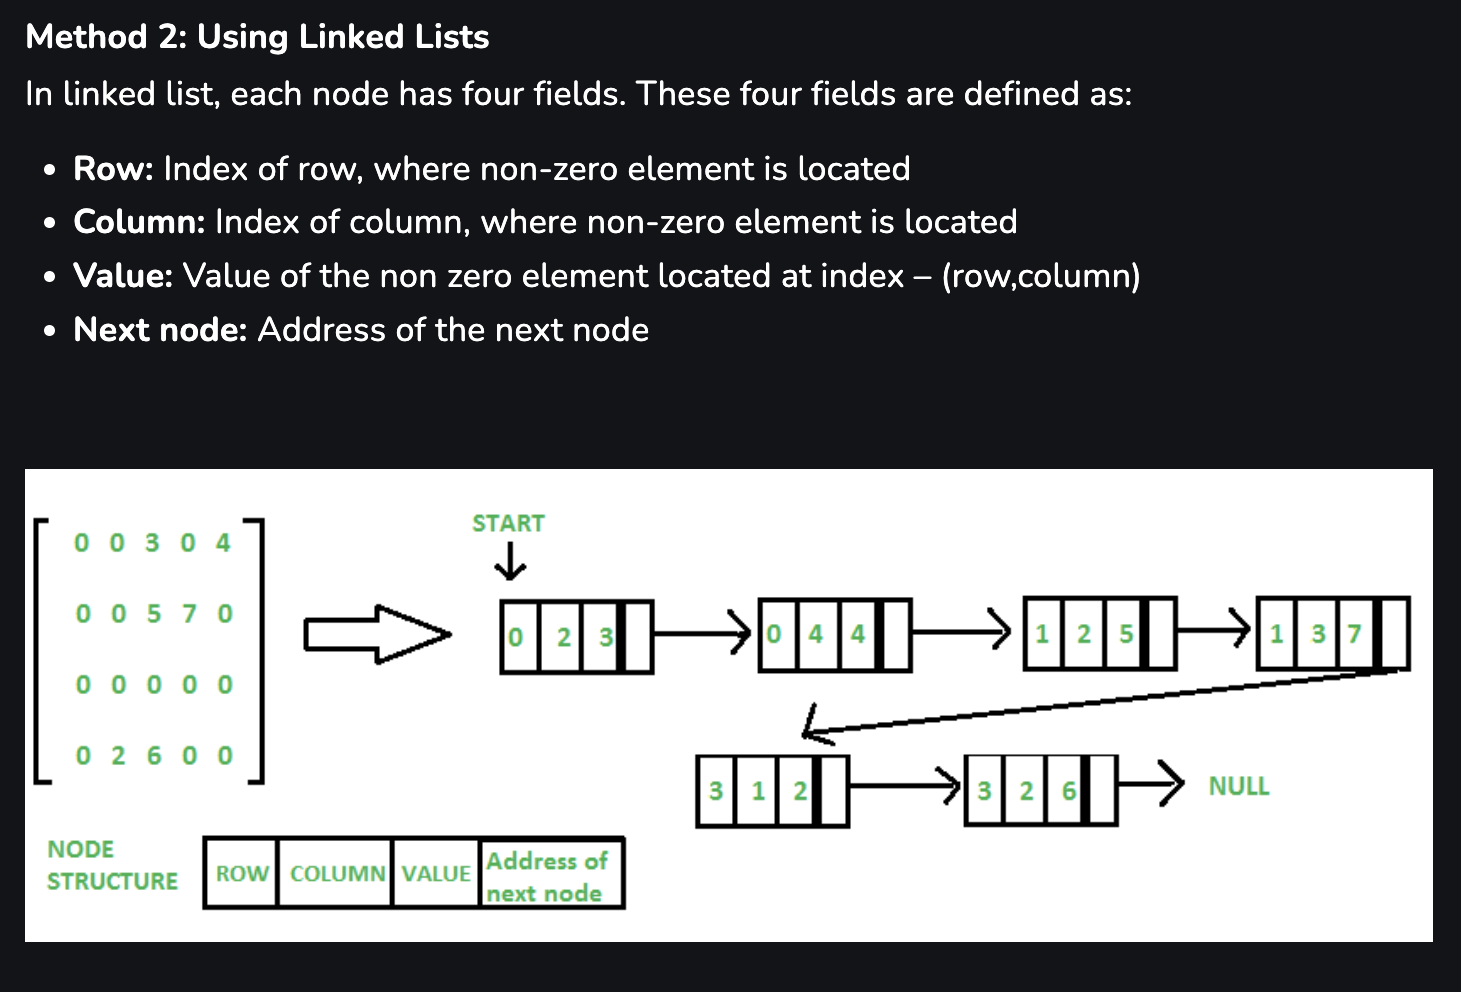 Method 2: Using Linked Lists
In linked list, each node has four fields. These four fields are defined as:
• Row: Index of row, where non-zero element is located
• Column: Index of column, where non-zero element is located
• Value: Value of the non zero element located at index – (row,column)
• Next node: Address of the next node
START
0 0 3 0 4
0 0 5 7 0
0 0 0 0 0
0 2 6 0 0
0 2 3
0 4 4
1 2 5
1 3 7
3 1 2
3 2 6
NULL
NODE
STRUCTURE
ROW COLUMN VALUE Address of
next node